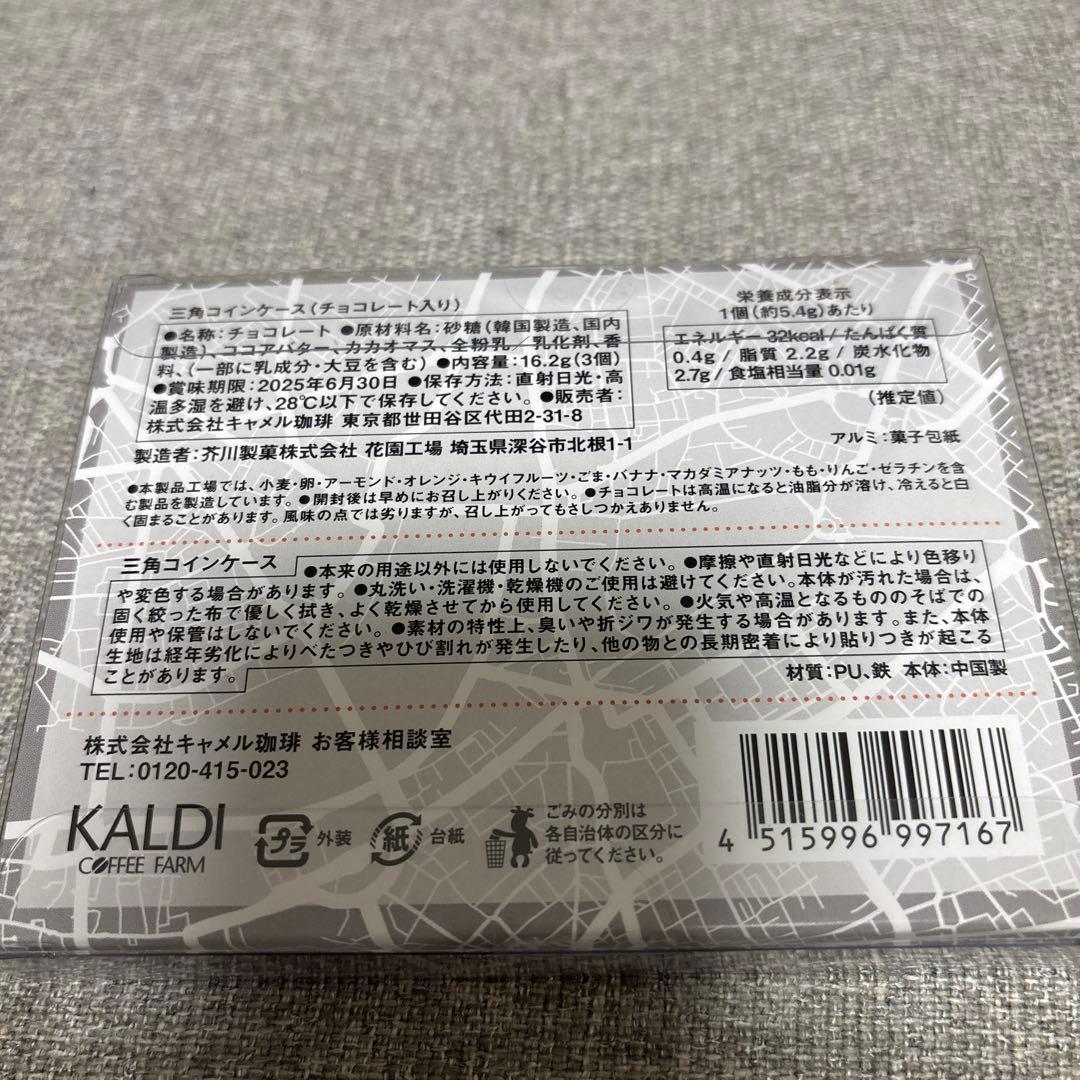 三角コインケース(チョコレート入り)
●名称:チョコレート ●原材料名:砂糖(韓国製造、国内
製造)、ココアバター、カカオマス、全粉乳/乳化剤、香
料、(一部に乳成分・大豆を含む) ●内容量:16.2g(3個)
●賞味期限:2025年6月30日 ●保存方法:直射日光・高
温多湿を避け、28℃以下で保存してください。 ●販売者:
株式会社キャメル珈琲 東京都世田谷区代田2-31-8
製造者:芥川製菓株式会社 花園工場 埼玉県深谷市北根1-1
栄養成分表示
1個(約5.4g)あたり
エネルギー 32kcal / たんぱく質
0.4g / 脂質 2.2g / 炭水化物
2.7g / 食塩相当量 0.01g
(推定値)
アルミ:菓子包紙
●本製品工場では、小麦・卵・アーモンド・オレンジ・キウイフルーツ・ごま・バナナ・マカダミアナッツ・もも・りんご・ゼラチンを含
む製品を製造しています。 ●開封後は早めにお召し上がりください。 ●チョコレートは高温になると油脂分が溶け、冷えると白
く固まることがあります。風味の点では劣りますが、召し上がってもさしつかえありません。
三角コインケース
●本来の用途以外には使用しないでください。 ●摩擦や直射日光などにより色移り
や変色する場合があります。 ●丸洗い・洗濯機・乾燥機のご使用は避けてください。本体が汚れた場合は、
固く絞った布で優しく拭き、よく乾燥させてから使用してください。 ●火気や高温となるもののそばでの
使用や保管はしないでください。 ●素材の特性上、臭いや折ジワが発生する場合があります。また、本体
生地は経年劣化によりべたつきやひび割れが発生したり、他の物との長期密着により貼りつきが起こる
ことがあります。
材質:PU、鉄 本体:中国製
株式会社キャメル珈琲 お客様相談室
TEL:0120-415-023
KALDI
COFFEE FARM
プラ 外装
紙 台紙
ごみの分別は
各自治体の区分に
従ってください。
4 515996 997167